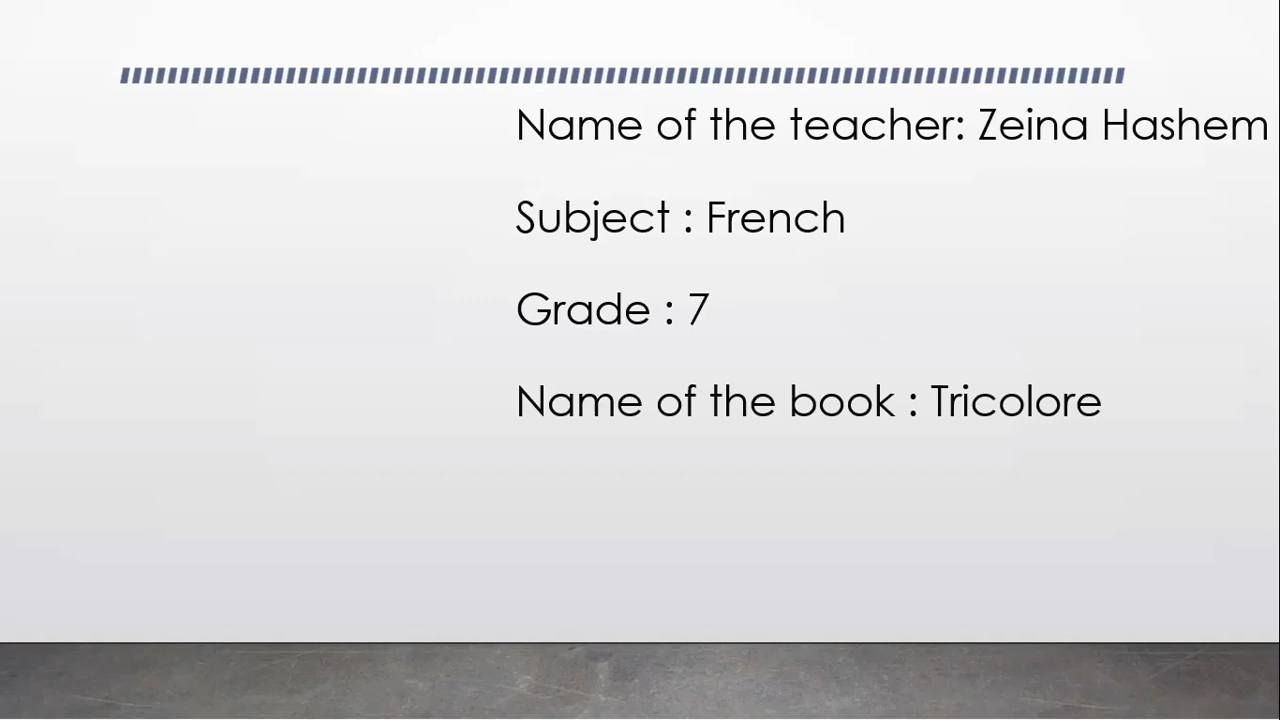 Name of the teacher: Zeina Hashem
Subject : French
Grade : 7
Name of the book : Tricolore